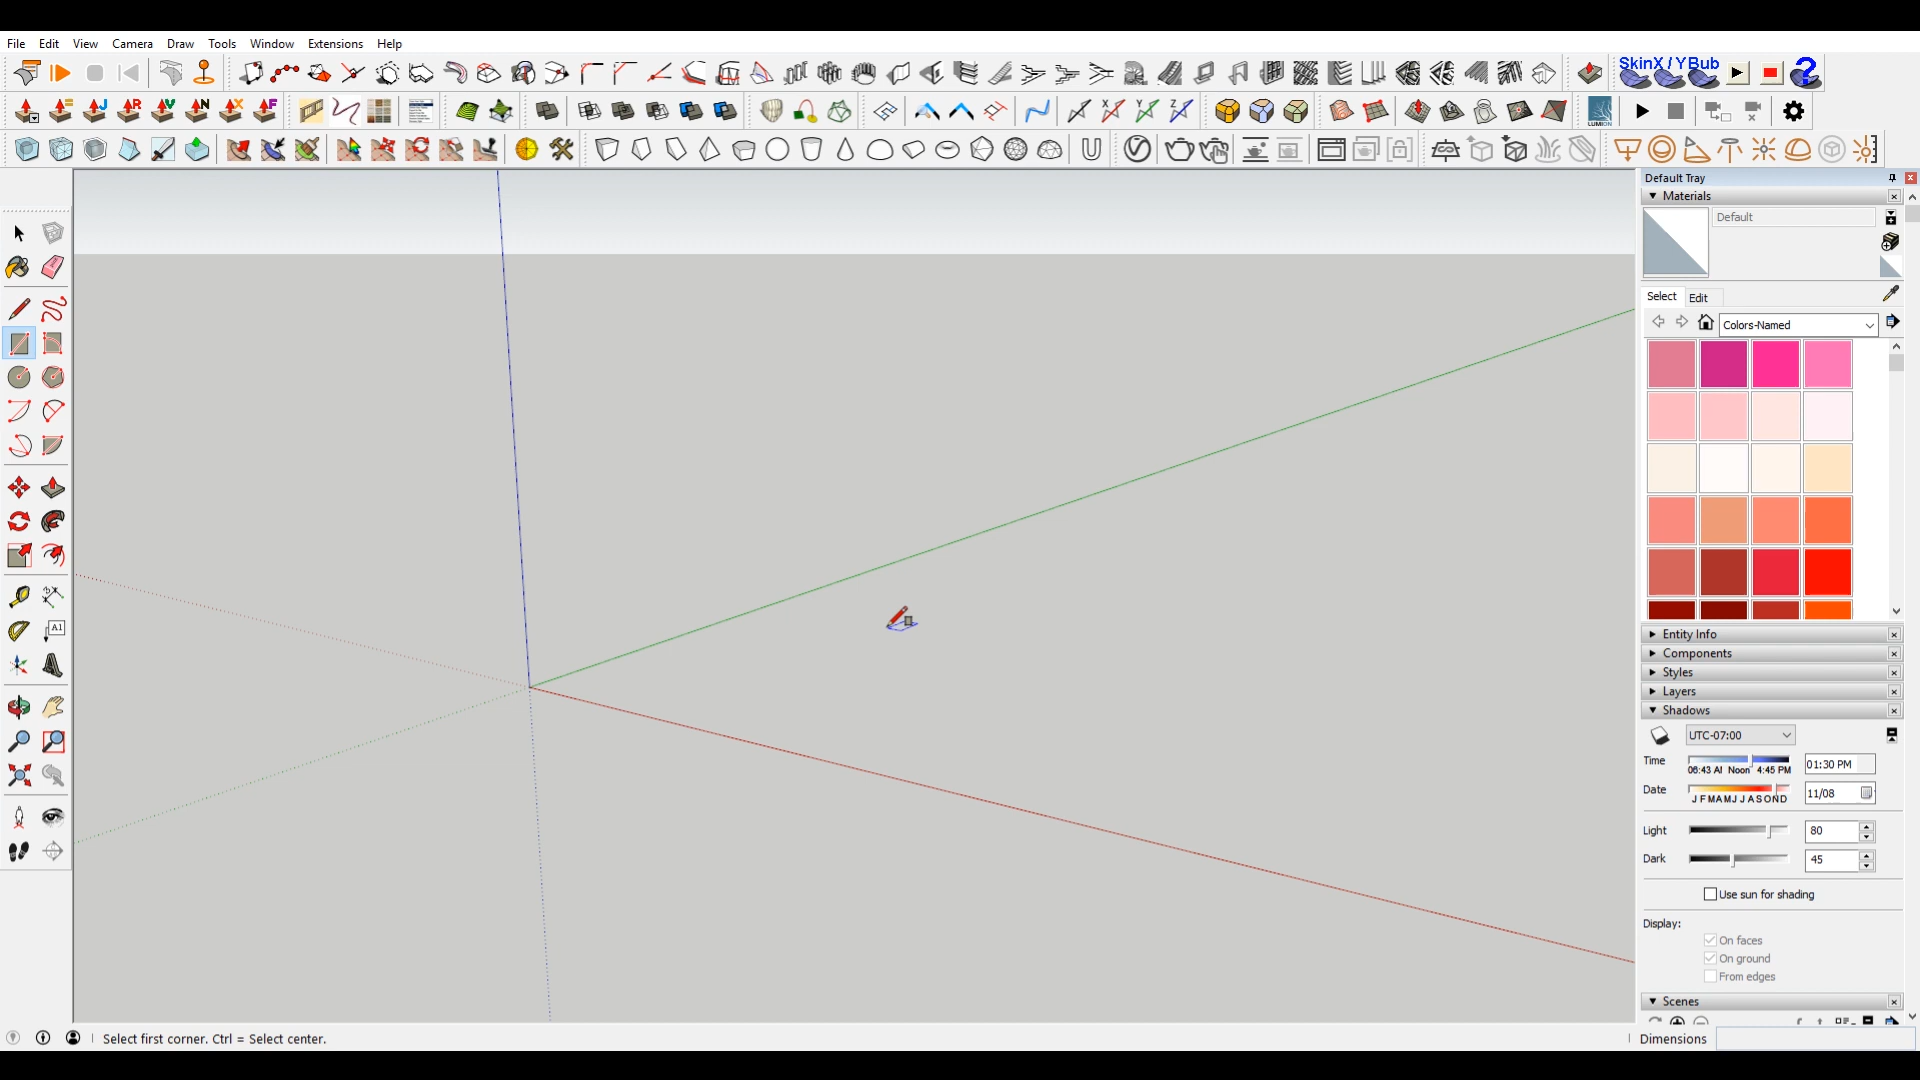 File Edit View Camera Draw Tools Window Extensions Help
SkinX / YBub
J R V N X F
LUMION
X Y Z
Default Tray
Materials
Default
Select Edit
Colors-Named
A1
Entity Info
Components
Styles
Layers
Shadows
UTC-07:00
Time 06:43 AI Noon 4:45 PM 01:30 PM
Date J F M A M J J A S O N D 11/08
Light 80
Dark 45
Use sun for shading
Display:
On faces
On ground
From edges
Scenes
Select first corner. Ctrl = Select center.
Dimensions